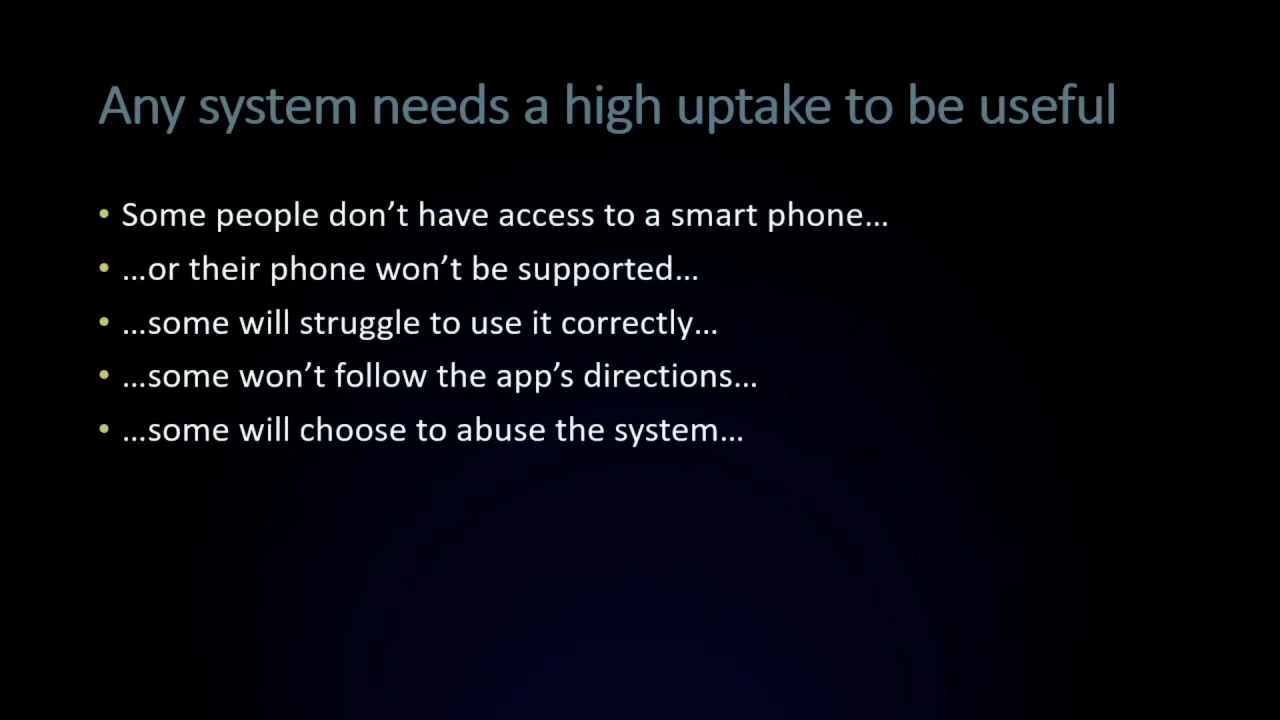 Any system needs a high uptake to be useful
• Some people don’t have access to a smart phone…
• …or their phone won’t be supported…
• …some will struggle to use it correctly…
• …some won’t follow the app’s directions…
• …some will choose to abuse the system…